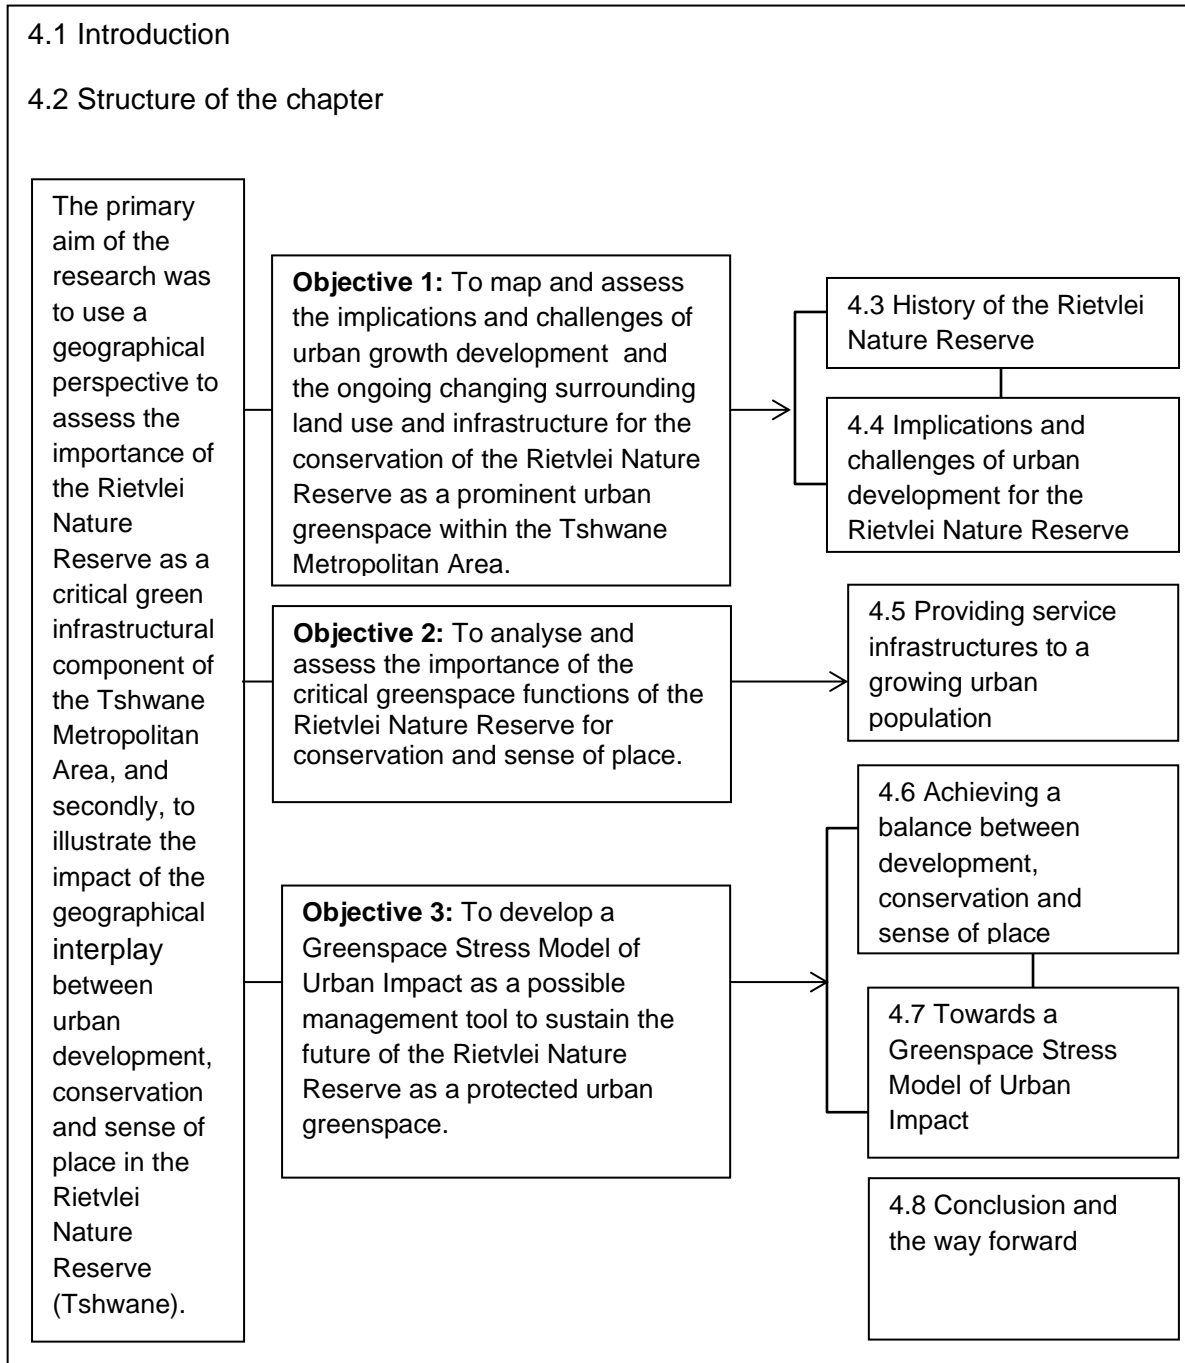 4.1 Introduction
4.2 Structure of the chapter
The primary
aim of the
research was
to use a
geographical
perspective to
assess the
importance of
the Rietvlei
Nature
Reserve as a
critical green
infrastructural
component of
the Tshwane
Metropolitan
Area, and
secondly, to
illustrate the
impact of the
geographical
interplay
between
urban
development,
conservation
and sense of
place in the
Rietvlei
Nature
Reserve
(Tshwane).
Objective 1: To map and assess
the implications and challenges of
urban growth development and
the ongoing changing surrounding
land use and infrastructure for the
conservation of the Rietvlei Nature
Reserve as a prominent urban
greenspace within the Tshwane
Metropolitan Area.
4.3 History of the Rietvlei
Nature Reserve
4.4 Implications and
challenges of urban
development for the
Rietvlei Nature Reserve
Objective 2: To analyse and
assess the importance of the
critical greenspace functions of the
Rietvlei Nature Reserve for
conservation and sense of place.
4.5 Providing service
infrastructures to a
growing urban
population
Objective 3: To develop a
Greenspace Stress Model of
Urban Impact as a possible
management tool to sustain the
future of the Rietvlei Nature
Reserve as a protected urban
greenspace.
4.6 Achieving a
balance between
development,
conservation and
sense of place
4.7 Towards a
Greenspace Stress
Model of Urban
Impact
4.8 Conclusion and
the way forward